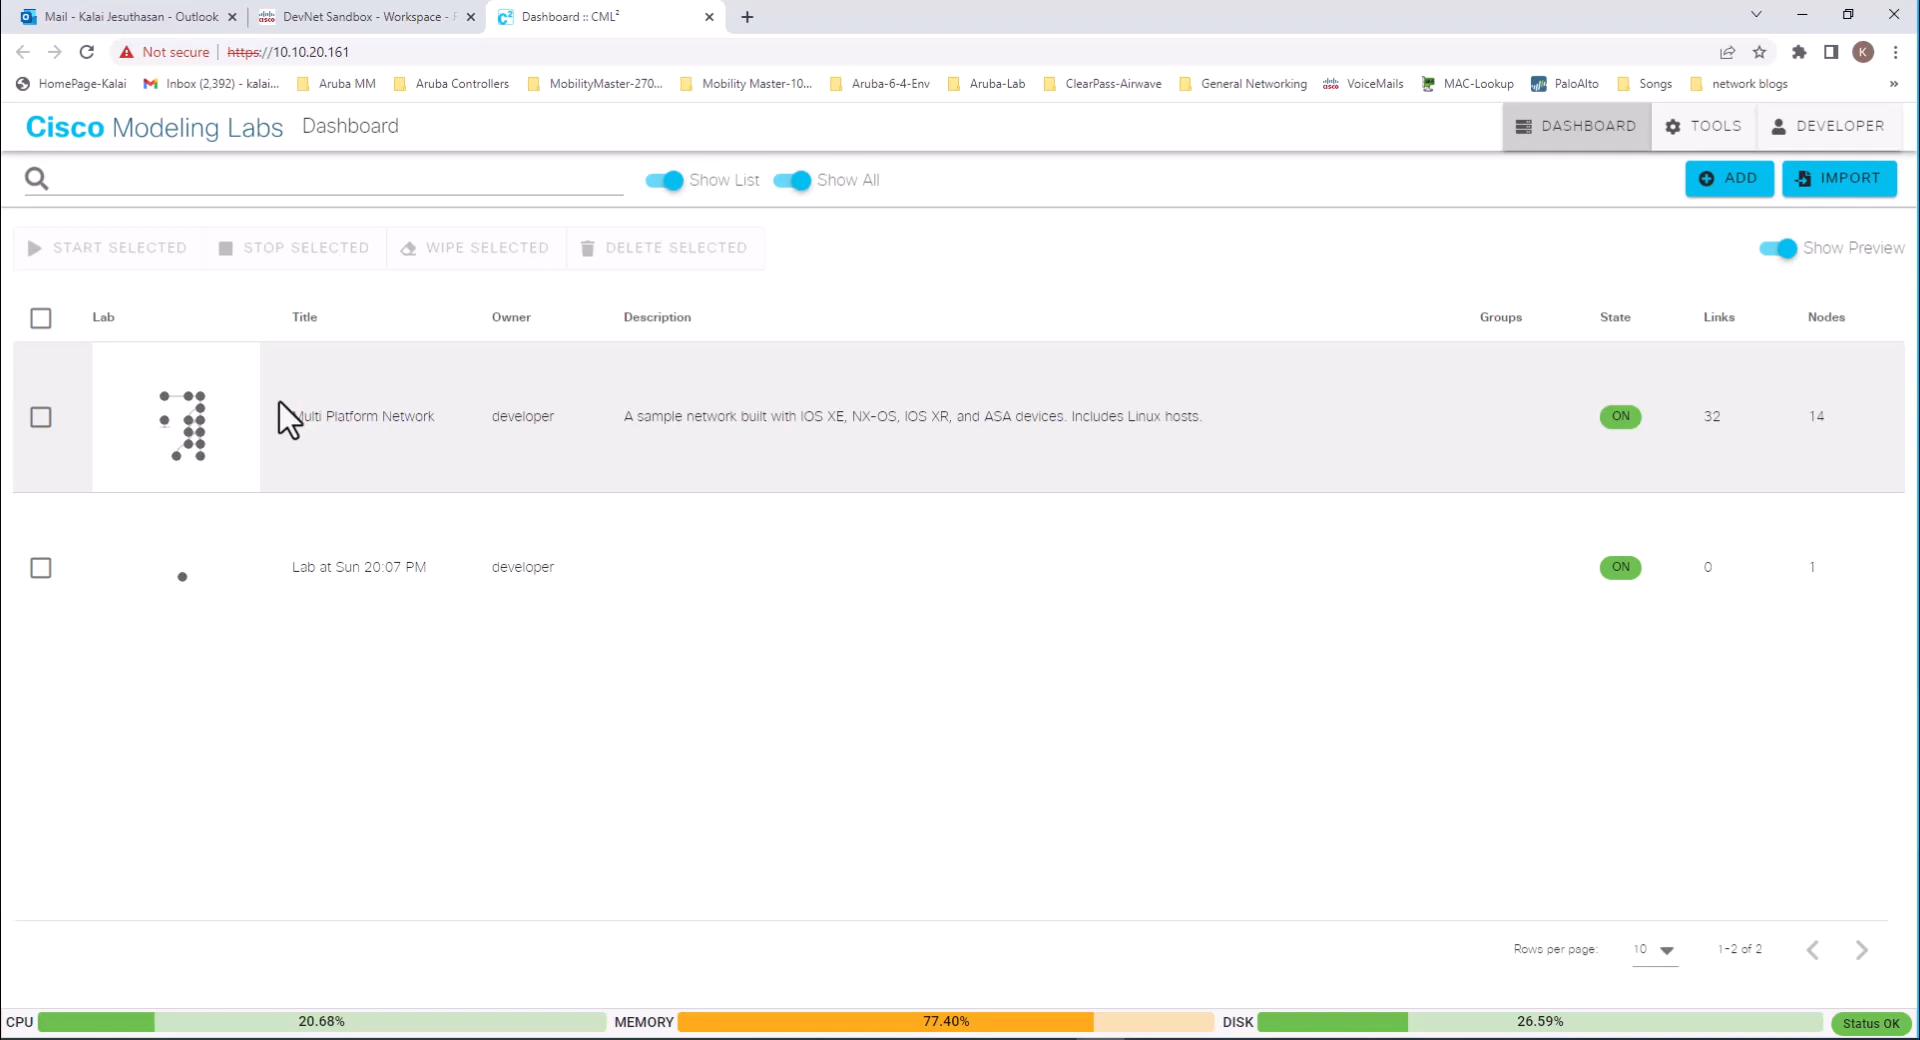 Mail - Kalai Jesuthasan - Outlook
DevNet Sandbox - Workspace -
Dashboard :: CML²
Not secure https://10.10.20.161
K
HomePage-Kalai
Inbox (2,392) - kalai...
Aruba MM
Aruba Controllers
MobilityMaster-270...
Mobility Master-10...
Aruba-6-4-Env
Aruba-Lab
ClearPass-Airwave
General Networking
VoiceMails
MAC-Lookup
PaloAlto
Songs
network blogs
»
Cisco Modeling Labs Dashboard
DASHBOARD
TOOLS
DEVELOPER
Show List
Show All
ADD
IMPORT
START SELECTED
STOP SELECTED
WIPE SELECTED
DELETE SELECTED
Show Preview
Lab Title Owner Description Groups State Links Nodes
Multi Platform Network developer A sample network built with IOS XE, NX-OS, IOS XR, and ASA devices. Includes Linux hosts. ON 32 14
Lab at Sun 20:07 PM developer ON 0 1
Rows per page: 10 1-2 of 2
CPU 20.68% MEMORY 77.40% DISK 26.59% Status OK